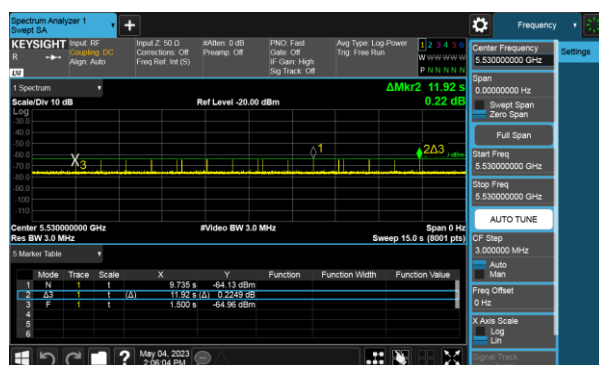 Spectrum Analyzer 1
Swept SA
+
Frequency
KEYSIGHT
R
LXI
Input: RF
Coupling: DC
Align: Auto
Input Z: 50 Ω
Corrections: Off
Freq Ref: Int (S)
#Atten: 0 dB
Preamp: Off
PNO: Fast
Gate: Off
IF Gain: High
Sig Track: Off
Avg Type: Log-Power
Trig: Free Run
1 2 3 4 5 6
W W W W W W
P N N N N N
1 Spectrum
ΔMkr2 11.92 s
Scale/Div 10 dB
Ref Level -20.00 dBm
0.22 dB
Log
-30.0
-40.0
-50.0
-60.0
-70.0
-80.0
-90.0
-100
-110
X3
1
2Δ3
Center 5.530000000 GHz
#Video BW 3.0 MHz
Span 0 Hz
Res BW 3.0 MHz
Sweep 15.0 s (8001 pts)
5 Marker Table
Mode Trace Scale X Y Function Function Width Function Value
1 N 1 t 9.735 s -64.13 dBm
2 Δ3 1 t (Δ) 11.92 s (Δ) 0.2249 dB
3 F 1 t 1.500 s -64.96 dBm
4
5
6
?
May 04, 2023
2:06:04 PM
Center Frequency
5.530000000 GHz
Settings
Span
0.00000000 Hz
Swept Span
Zero Span
Full Span
Start Freq
5.530000000 GHz
Stop Freq
5.530000000 GHz
AUTO TUNE
CF Step
3.000000 MHz
Auto
Man
Freq Offset
0 Hz
X Axis Scale
Log
Lin
Signal Track